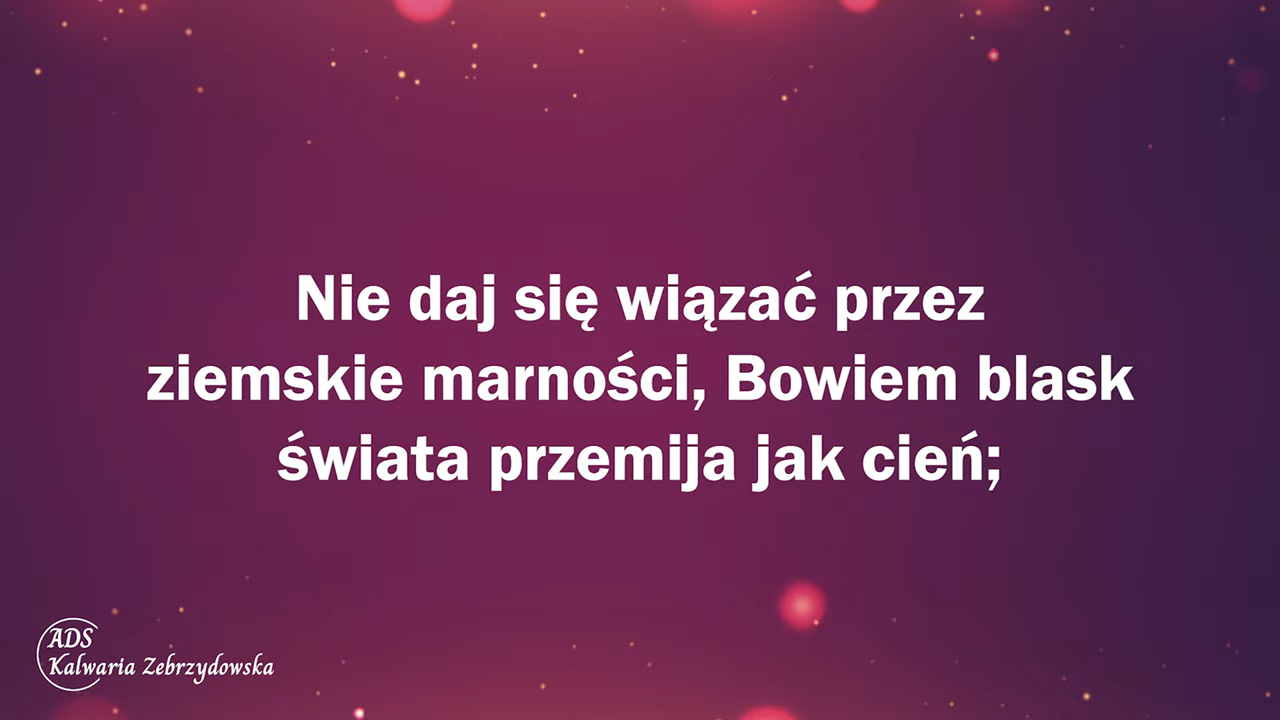 Nie daj się wiązać przez
ziemskie marności, Bowiem blask
świata przemija jak cień;
ADS
Kalwaria Zebrzydowska